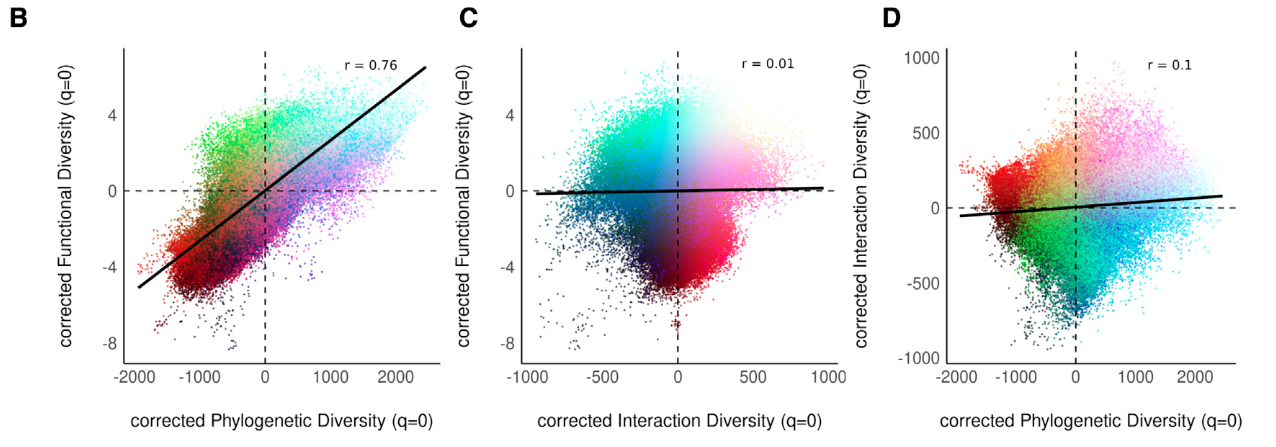 B
r = 0.76
corrected Functional Diversity (q=0)
4
0
-4
-8
-2000 -1000 0 1000 2000
corrected Phylogenetic Diversity (q=0)
C
r = 0.01
corrected Functional Diversity (q=0)
4
0
-4
-8
-1000 -500 0 500 1000
corrected Interaction Diversity (q=0)
D
r = 0.1
corrected Interaction Diversity (q=0)
1000
500
0
-500
-1000
-2000 -1000 0 1000 2000
corrected Phylogenetic Diversity (q=0)